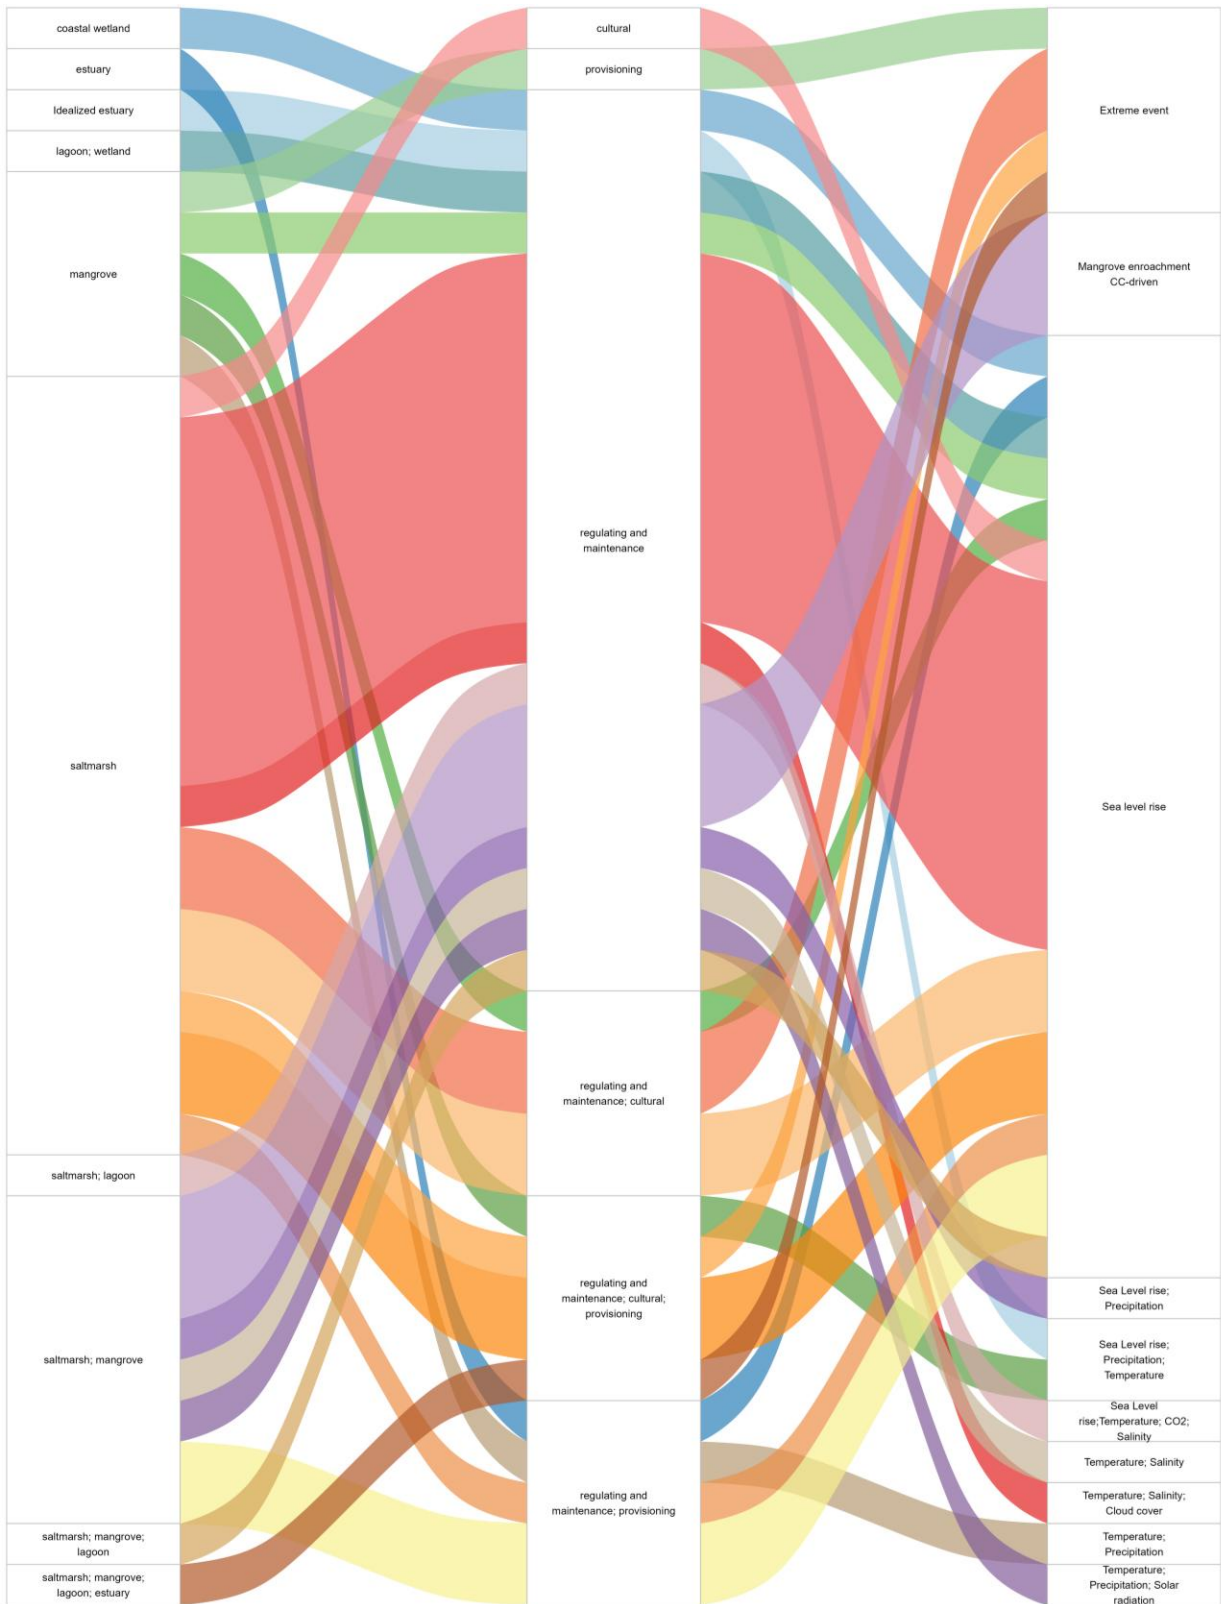 coastal wetland
estuary
Idealized estuary
lagoon; wetland
mangrove
saltmarsh
saltmarsh; lagoon
saltmarsh; mangrove
saltmarsh; mangrove;
lagoon
saltmarsh; mangrove;
lagoon; estuary
cultural
provisioning
regulating and
maintenance
regulating and
maintenance; cultural
regulating and
maintenance; cultural;
provisioning
regulating and
maintenance; provisioning
Extreme event
Mangrove enroachment
CC-driven
Sea level rise
Sea Level rise;
Precipitation
Sea Level rise;
Precipitation;
Temperature
Sea Level
rise;Temperature; CO2;
Salinity
Temperature; Salinity
Temperature; Salinity;
Cloud cover
Temperature;
Precipitation
Temperature;
Precipitation; Solar
radiation